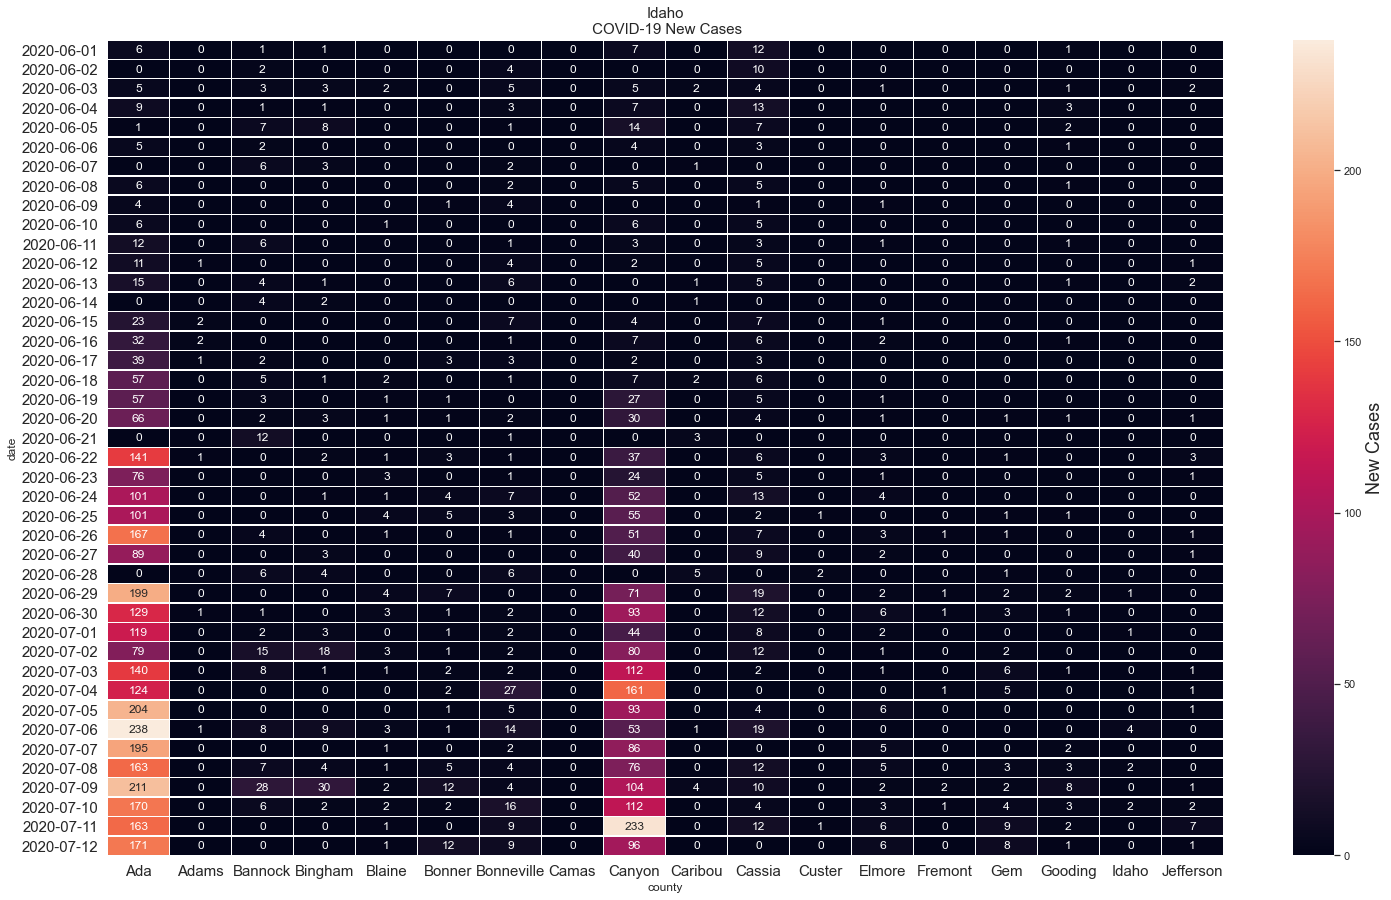 Idaho
COVID-19 New Cases
2020-06-01 6 0 1 1 0 0 0 0 7 0 12 0 0 0 0 1 0 0
2020-06-02 0 0 2 0 0 0 4 0 0 0 10 0 0 0 0 0 0 0
2020-06-03 5 0 3 3 2 0 5 0 5 2 4 0 1 0 0 1 0 2
2020-06-04 9 0 1 1 0 0 3 0 7 0 13 0 0 0 0 3 0 0
2020-06-05 1 0 7 8 0 0 1 0 14 0 7 0 0 0 0 2 0 0
2020-06-06 5 0 2 0 0 0 0 0 4 0 3 0 0 0 0 1 0 0
2020-06-07 0 0 6 3 0 0 2 0 0 1 0 0 0 0 0 0 0 0
2020-06-08 6 0 0 0 0 0 2 0 5 0 5 0 0 0 0 1 0 0
2020-06-09 4 0 0 0 0 1 4 0 0 0 1 0 1 0 0 0 0 0
2020-06-10 6 0 0 0 1 0 0 0 6 0 5 0 0 0 0 0 0 0
2020-06-11 12 0 6 0 0 0 1 0 3 0 3 0 1 0 0 1 0 0
2020-06-12 11 1 0 0 0 0 4 0 2 0 5 0 0 0 0 0 0 1
2020-06-13 15 0 4 1 0 0 6 0 0 1 5 0 0 0 0 1 0 2
2020-06-14 0 0 4 2 0 0 0 0 0 1 0 0 0 0 0 0 0 0
2020-06-15 23 2 0 0 0 0 7 0 4 0 7 0 1 0 0 0 0 0
2020-06-16 32 2 0 0 0 0 1 0 7 0 6 0 2 0 0 1 0 0
2020-06-17 39 1 2 0 0 3 3 0 2 0 3 0 0 0 0 0 0 0
2020-06-18 57 0 5 1 2 0 1 0 7 2 6 0 0 0 0 0 0 0
2020-06-19 57 0 3 0 1 1 0 0 27 0 5 0 1 0 0 0 0 0
2020-06-20 66 0 2 3 1 1 2 0 30 0 4 0 1 0 1 1 0 1
2020-06-21 0 0 12 0 0 0 1 0 0 3 0 0 0 0 0 0 0 0
2020-06-22 141 1 0 2 1 3 1 0 37 0 6 0 3 0 1 0 0 3
2020-06-23 76 0 0 0 3 0 1 0 24 0 5 0 1 0 0 0 0 1
2020-06-24 101 0 0 1 1 4 7 0 52 0 13 0 4 0 0 0 0 0
2020-06-25 101 0 0 0 4 5 3 0 55 0 2 1 0 0 1 1 0 0
2020-06-26 167 0 4 0 1 0 1 0 51 0 7 0 3 1 1 0 0 1
2020-06-27 89 0 0 3 0 0 0 0 40 0 9 0 2 0 0 0 0 1
2020-06-28 0 0 6 4 0 0 6 0 0 5 0 2 0 0 1 0 0 0
2020-06-29 199 0 0 0 4 7 0 0 71 0 19 0 2 1 2 2 1 0
2020-06-30 129 1 1 0 3 1 2 0 93 0 12 0 6 1 3 1 0 0
2020-07-01 119 0 2 3 0 1 2 0 44 0 8 0 2 0 0 0 1 0
2020-07-02 79 0 15 18 3 1 2 0 80 0 12 0 1 0 2 0 0 0
2020-07-03 140 0 8 1 1 2 2 0 112 0 2 0 1 0 6 1 0 1
2020-07-04 124 0 0 0 0 2 27 0 161 0 0 0 0 1 5 0 0 1
2020-07-05 204 0 0 0 0 1 5 0 93 0 4 0 6 0 0 0 0 1
2020-07-06 238 1 8 9 3 1 14 0 53 1 19 0 0 0 0 0 4 0
2020-07-07 195 0 0 0 1 0 2 0 86 0 0 0 5 0 0 2 0 0
2020-07-08 163 0 7 4 1 5 4 0 76 0 12 0 5 0 3 3 2 0
2020-07-09 211 0 28 30 2 12 4 0 104 4 10 0 2 2 2 8 0 1
2020-07-10 170 0 6 2 2 2 16 0 112 0 4 0 3 1 4 3 2 2
2020-07-11 163 0 0 0 1 0 9 0 233 0 12 1 6 0 9 2 0 7
2020-07-12 171 0 0 0 1 12 9 0 96 0 0 0 6 0 8 1 0 1
Ada Adams Bannock Bingham Blaine Bonner Bonneville Camas Canyon Caribou Cassia Custer Elmore Fremont Gem Gooding Idaho Jefferson
county
date
200
150
100
50
0
New Cases